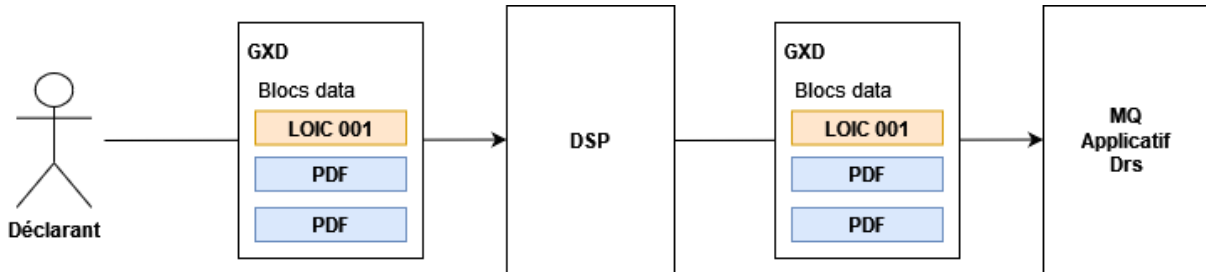 Déclarant
GXD
Blocs data
LOIC 001
PDF
PDF
DSP
GXD
Blocs data
LOIC 001
PDF
PDF
MQ
Applicatif
Drs